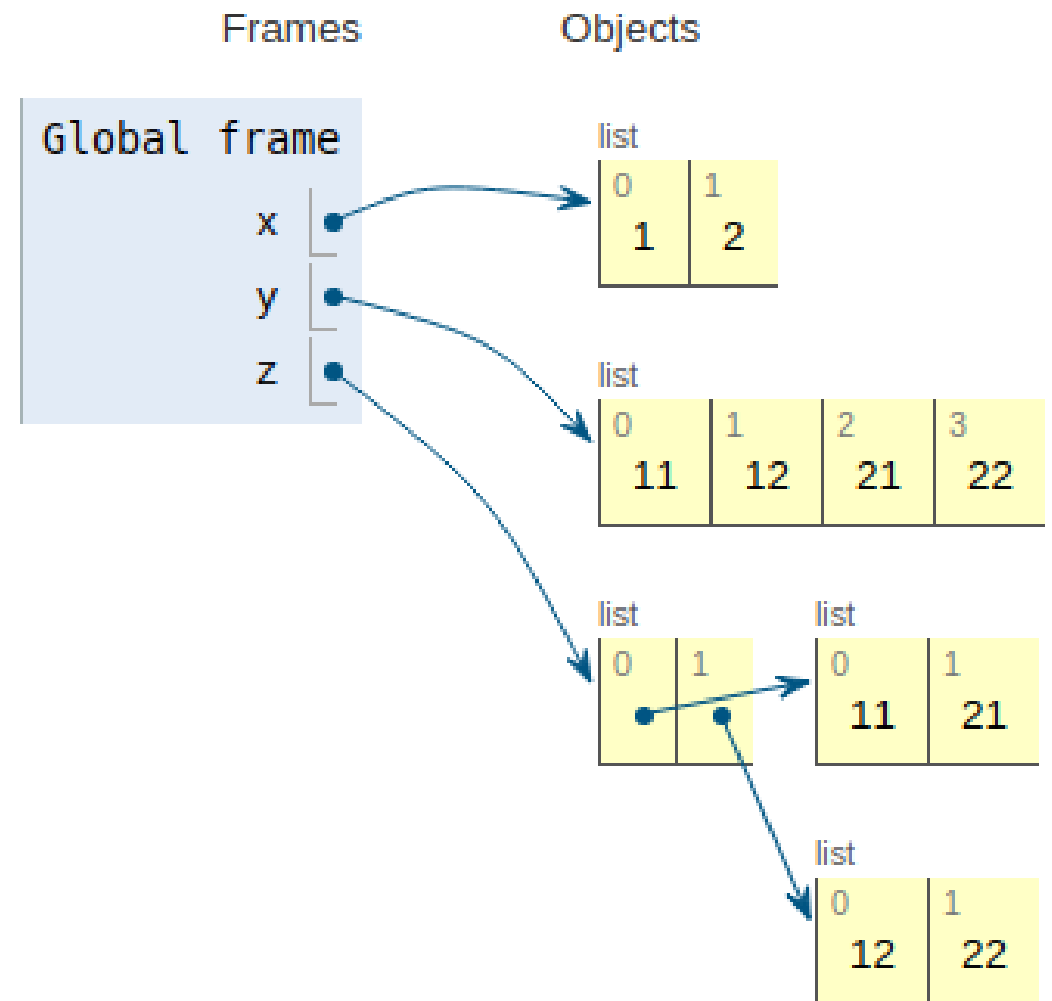 Frames Objects
Global frame
x
y
z
list
0 1
1 2
list
0 1 2 3
11 12 21 22
list
0 1
list
0 1
11 21
list
0 1
12 22